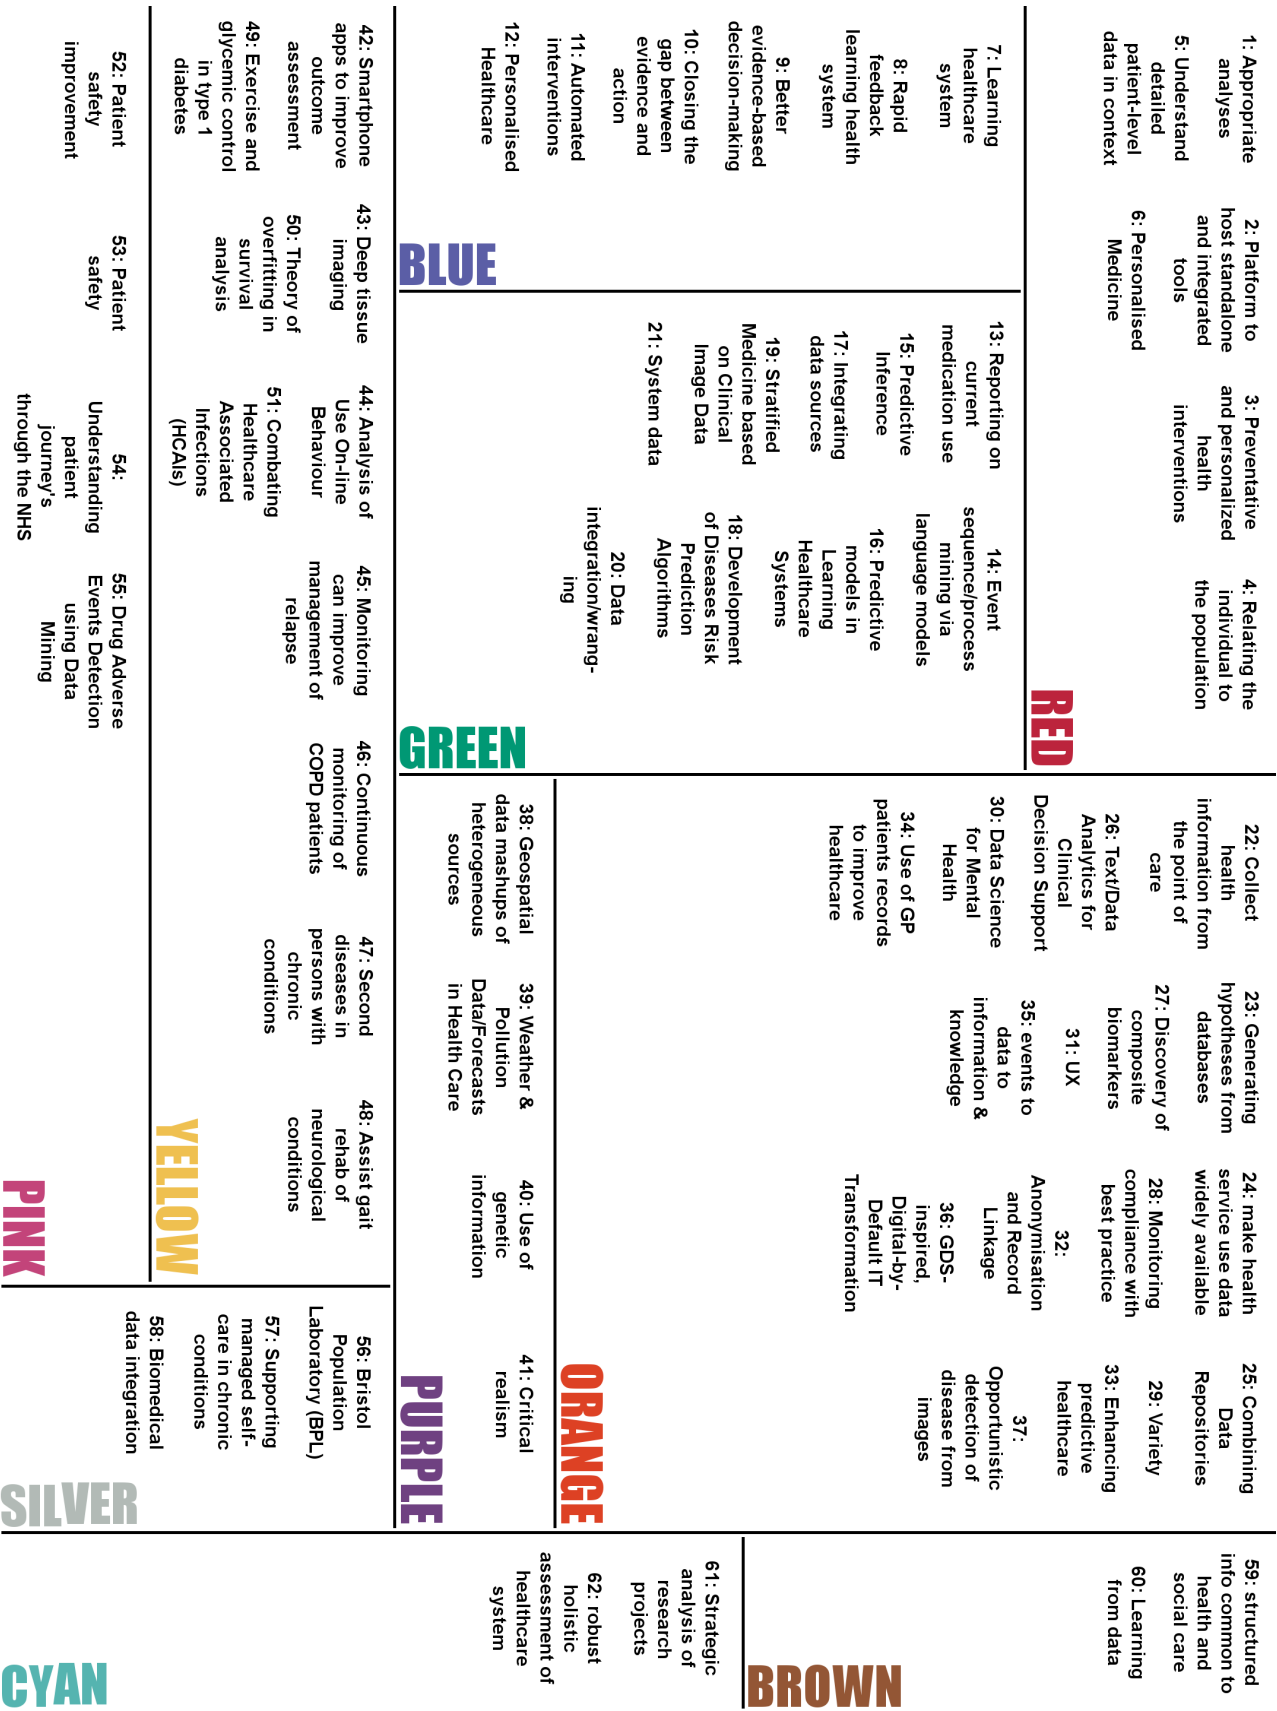 1: Appropriate
analyses
2: Platform to
host standalone
and integrated
tools
3: Preventative
and personalized
health
interventions
4: Relating the
individual to
the population
5: Understand
detailed
patient-level
data in context
6: Personalised
Medicine
RED
7: Learning
healthcare
system
8: Rapid
feedback
learning health
system
9: Better
evidence-based
decision-making
10: Closing the
gap between
evidence and
action
11: Automated
interventions
12: Personalised
Healthcare
BLUE
13: Reporting on
current
medication use
14: Event
sequence/process
mining via
language models
15: Predictive
Inference
16: Predictive
models in
Learning
Healthcare
Systems
17: Integrating
data sources
18: Development
of Diseases Risk
Prediction
Algorithms
19: Stratified
Medicine based
on Clinical
Image Data
20: Data
integration/wrang-
ing
21: System data
GREEN
22: Collect
health
information from
the point of
care
23: Generating
hypotheses from
databases
24: make health
service use data
widely available
25: Combining
Data
Repositories
26: Text/Data
Analytics for
Clinical
Decision Support
27: Discovery of
composite
biomarkers
28: Monitoring
compliance with
best practice
29: Variety
30: Data Science
for Mental
Health
31: UX
32:
Anonymisation
and Record
Linkage
33: Enhancing
predictive
healthcare
34: Use of GP
patients records
to improve
healthcare
35: events to
data to
information &
knowledge
36: GDS-
inspired,
Digital-by-
Default IT
Transformation
37:
Opportunistic
detection of
disease from
images
ORANGE
38: Geospatial
data mashups of
heterogeneous
sources
39: Weather &
Pollution
Data/Forecasts
in Health Care
40: Use of
genetic
information
41: Critical
realism
PURPLE
42: Smartphone
apps to improve
outcome
assessment
43: Deep tissue
imaging
44: Analysis of
Use On-line
Behaviour
45: Monitoring
can improve
management of
relapse
46: Continuous
monitoring of
COPD patients
47: Second
diseases in
persons with
chronic
conditions
48: Assist gait
rehab of
neurological
conditions
49: Exercise and
glycemic control
in type 1
diabetes
50: Theory of
overfitting in
survival
analysis
51: Combating
Healthcare
Associated
Infections
(HCAIs)
YELLOW
52: Patient
safety
improvement
53: Patient
safety
54:
Understanding
patient
journey's
through the NHS
55: Drug Adverse
Events Detection
using Data
Mining
PINK
56: Bristol
Population
Laboratory (BPL)
57: Supporting
managed self-
care in chronic
conditions
58: Biomedical
data integration
SILVER
59: structured
info common to
health and
social care
60: Learning
from data
BROWN
61: Strategic
analysis of
research
projects
62: robust
holistic
assessment of
healthcare
system
CYAN